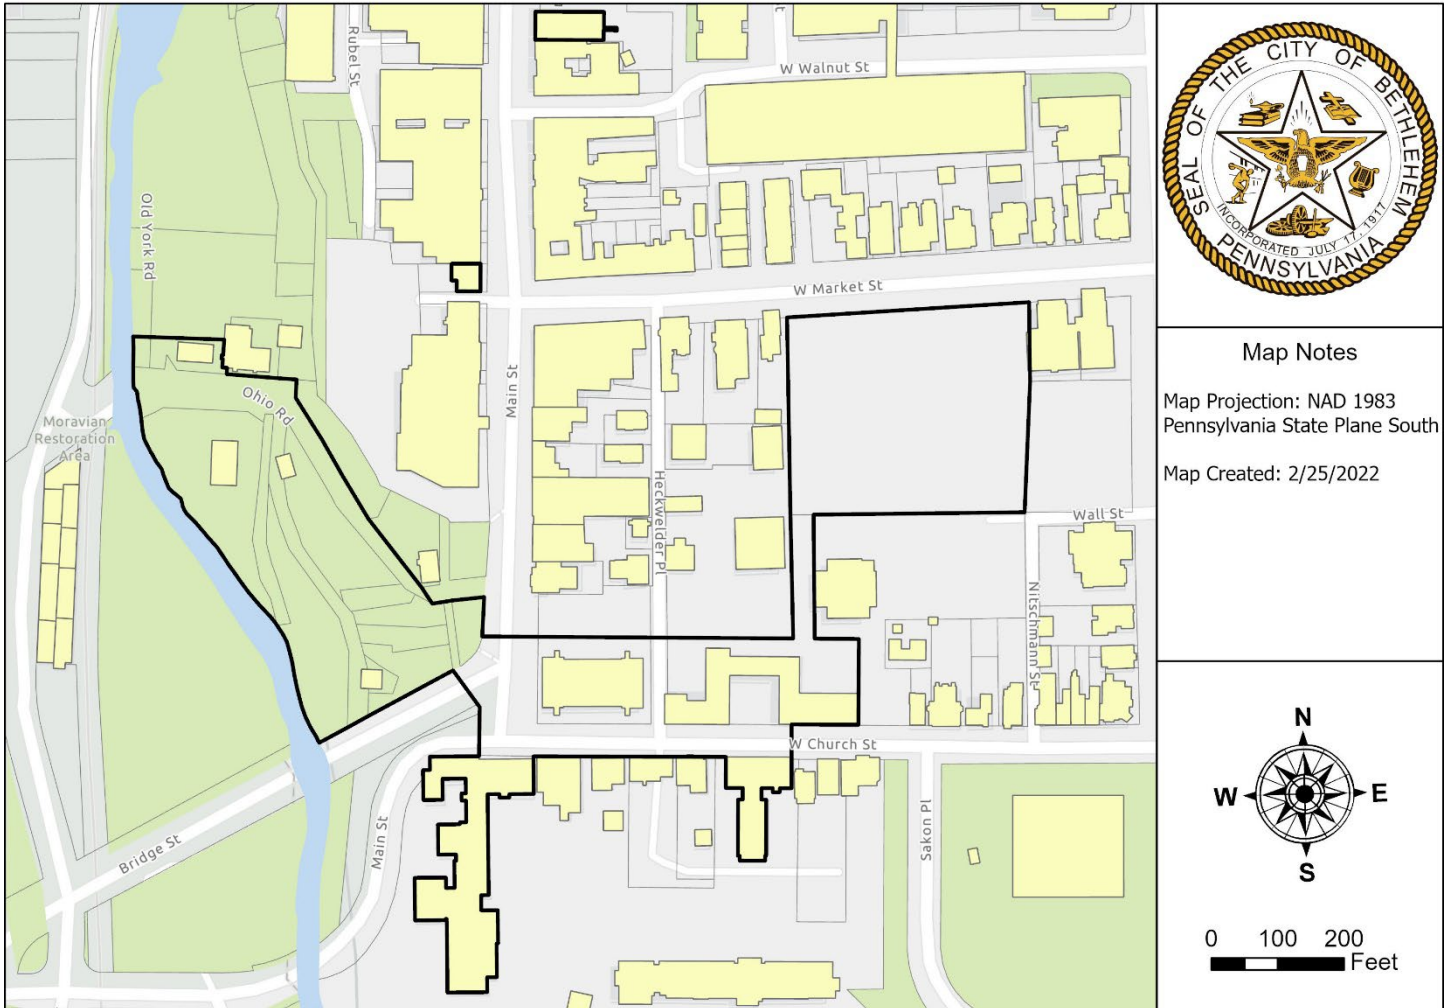 Rubel St
W Walnut St
Old York Rd
W Market St
Main St
Ohio Rd
Moravian
Restoration
Area
Heckwelder Pl
Wall St
Nitschmann St
W Church St
Bridge St
Main St
Sakon Pl
SEAL OF THE CITY OF BETHLEHEM
PENNSYLVANIA
INCORPORATED JULY 17, 1917
Map Notes
Map Projection: NAD 1983
Pennsylvania State Plane South
Map Created: 2/25/2022
N
W
E
S
0 100 200
Feet